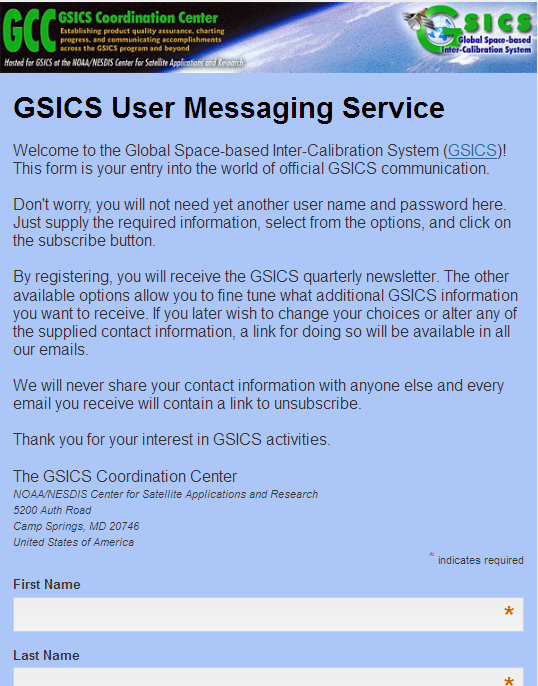 GCC GSICS Coordination Center
Establishing product quality assurance, charting
progress, and communicating accomplishments
across the GSICS program and beyond
Hosted for GSICS at the NOAA/NESDIS Center for Satellite Applications and Research
GSICS
Global Space-based
Inter-Calibration System
GSICS User Messaging Service
Welcome to the Global Space-based Inter-Calibration System (GSICS)!
This form is your entry into the world of official GSICS communication.
Don't worry, you will not need yet another user name and password here.
Just supply the required information, select from the options, and click on
the subscribe button.
By registering, you will receive the GSICS quarterly newsletter. The other
available options allow you to fine tune what additional GSICS information
you want to receive. If you later wish to change your choices or alter any of
the supplied contact information, a link for doing so will be available in all
our emails.
We will never share your contact information with anyone else and every
email you receive will contain a link to unsubscribe.
Thank you for your interest in GSICS activities.
The GSICS Coordination Center
NOAA/NESDIS Center for Satellite Applications and Research
5200 Auth Road
Camp Springs, MD 20746
United States of America
* indicates required
First Name
*
Last Name
*